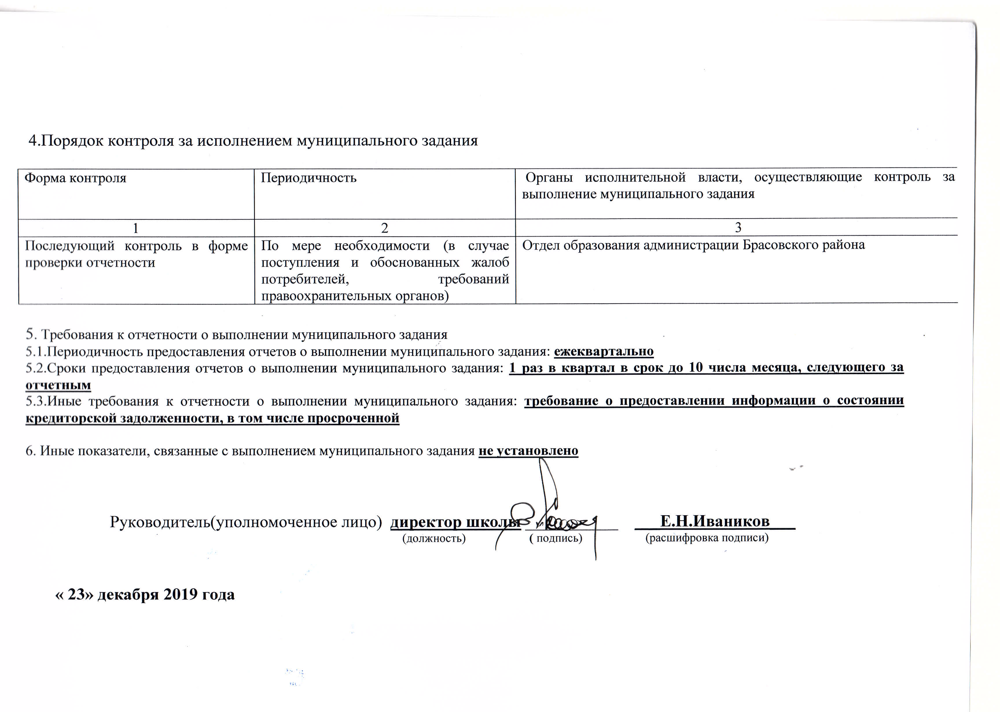 4.Порядок контроля за исполнением муниципального задания
Форма контроля
Периодичность
Органы исполнительной власти, осуществляющие контроль за
выполнение муниципального задания
1
2
3
Последующий контроль в форме
проверки отчетности
По мере необходимости (в случае
поступления и обоснованных жалоб
потребителей, требований
правоохранительных органов)
Отдел образования администрации Брасовского района
5. Требования к отчетности о выполнении муниципального задания
5.1.Периодичность предоставления отчетов о выполнении муниципального задания: ежеквартально
5.2.Сроки предоставления отчетов о выполнении муниципального задания: 1 раз в квартал в срок до 10 числа месяца, следующего за
отчетным
5.3.Иные требования к отчетности о выполнении муниципального задания: требование о предоставлении информации о состоянии
кредиторской задолженности, в том числе просроченной
6. Иные показатели, связанные с выполнением муниципального задания не установлено
Руководитель(уполномоченное лицо) директор школы Е.Н.Иваников
(должность) ( подпись) (расшифровка подписи)
« 23» декабря 2019 года